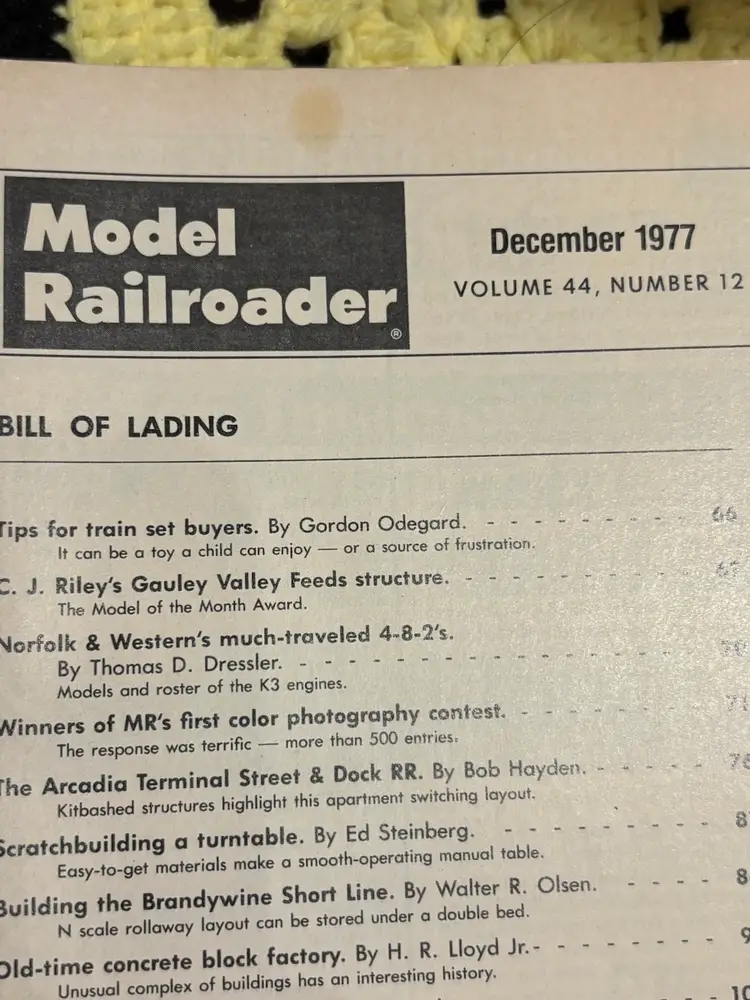 Model
Railroader®
December 1977
VOLUME 44, NUMBER 12
BILL OF LADING
Tips for train set buyers. By Gordon Odegard. - - - - - - - - - 66
It can be a toy a child can enjoy — or a source of frustration.
C. J. Riley's Gauley Valley Feeds structure. - - - - - - - - - -
The Model of the Month Award.
Norfolk & Western's much-traveled 4-8-2's.
By Thomas D. Dressler. - - - - - - - - - - - - - - - - - 70
Models and roster of the K3 engines.
Winners of MR's first color photography contest. - - - - - - -
The response was terrific — more than 500 entries.
The Arcadia Terminal Street & Dock RR. By Bob Hayden. - - - - - 76
Kitbashed structures highlight this apartment switching layout.
Scratchbuilding a turntable. By Ed Steinberg. - - - - - - - - 8
Easy-to-get materials make a smooth-operating manual table.
Building the Brandywine Short Line. By Walter R. Olsen. - - - - 8
N scale rollaway layout can be stored under a double bed.
Old-time concrete block factory. By H. R. Lloyd Jr. - - - - - - - - 9
Unusual complex of buildings has an interesting history.
10